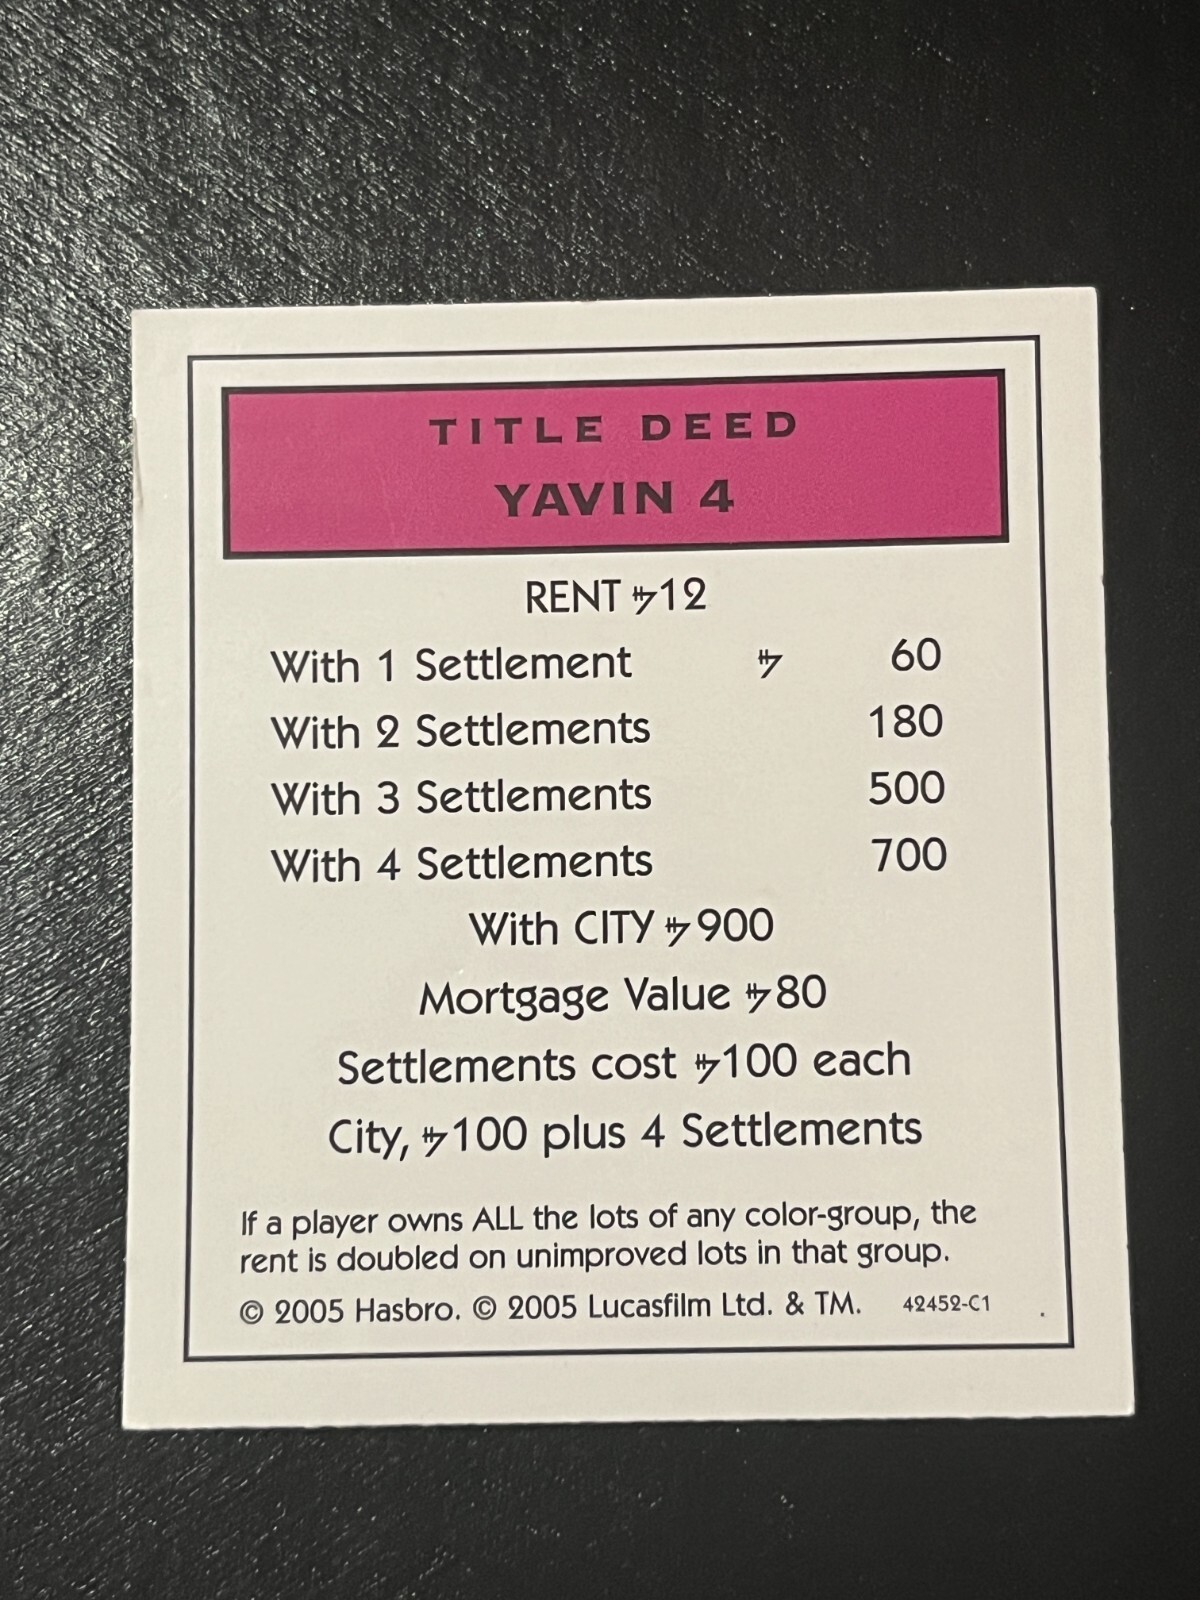 TITLE DEED
YAVIN 4
RENT 12
With 1 Settlement 60
With 2 Settlements 180
With 3 Settlements 500
With 4 Settlements 700
With CITY 900
Mortgage Value 80
Settlements cost 100 each
City, 100 plus 4 Settlements
If a player owns ALL the lots of any color-group, the
rent is doubled on unimproved lots in that group.
© 2005 Hasbro. © 2005 Lucasfilm Ltd. & TM. 42452-C1